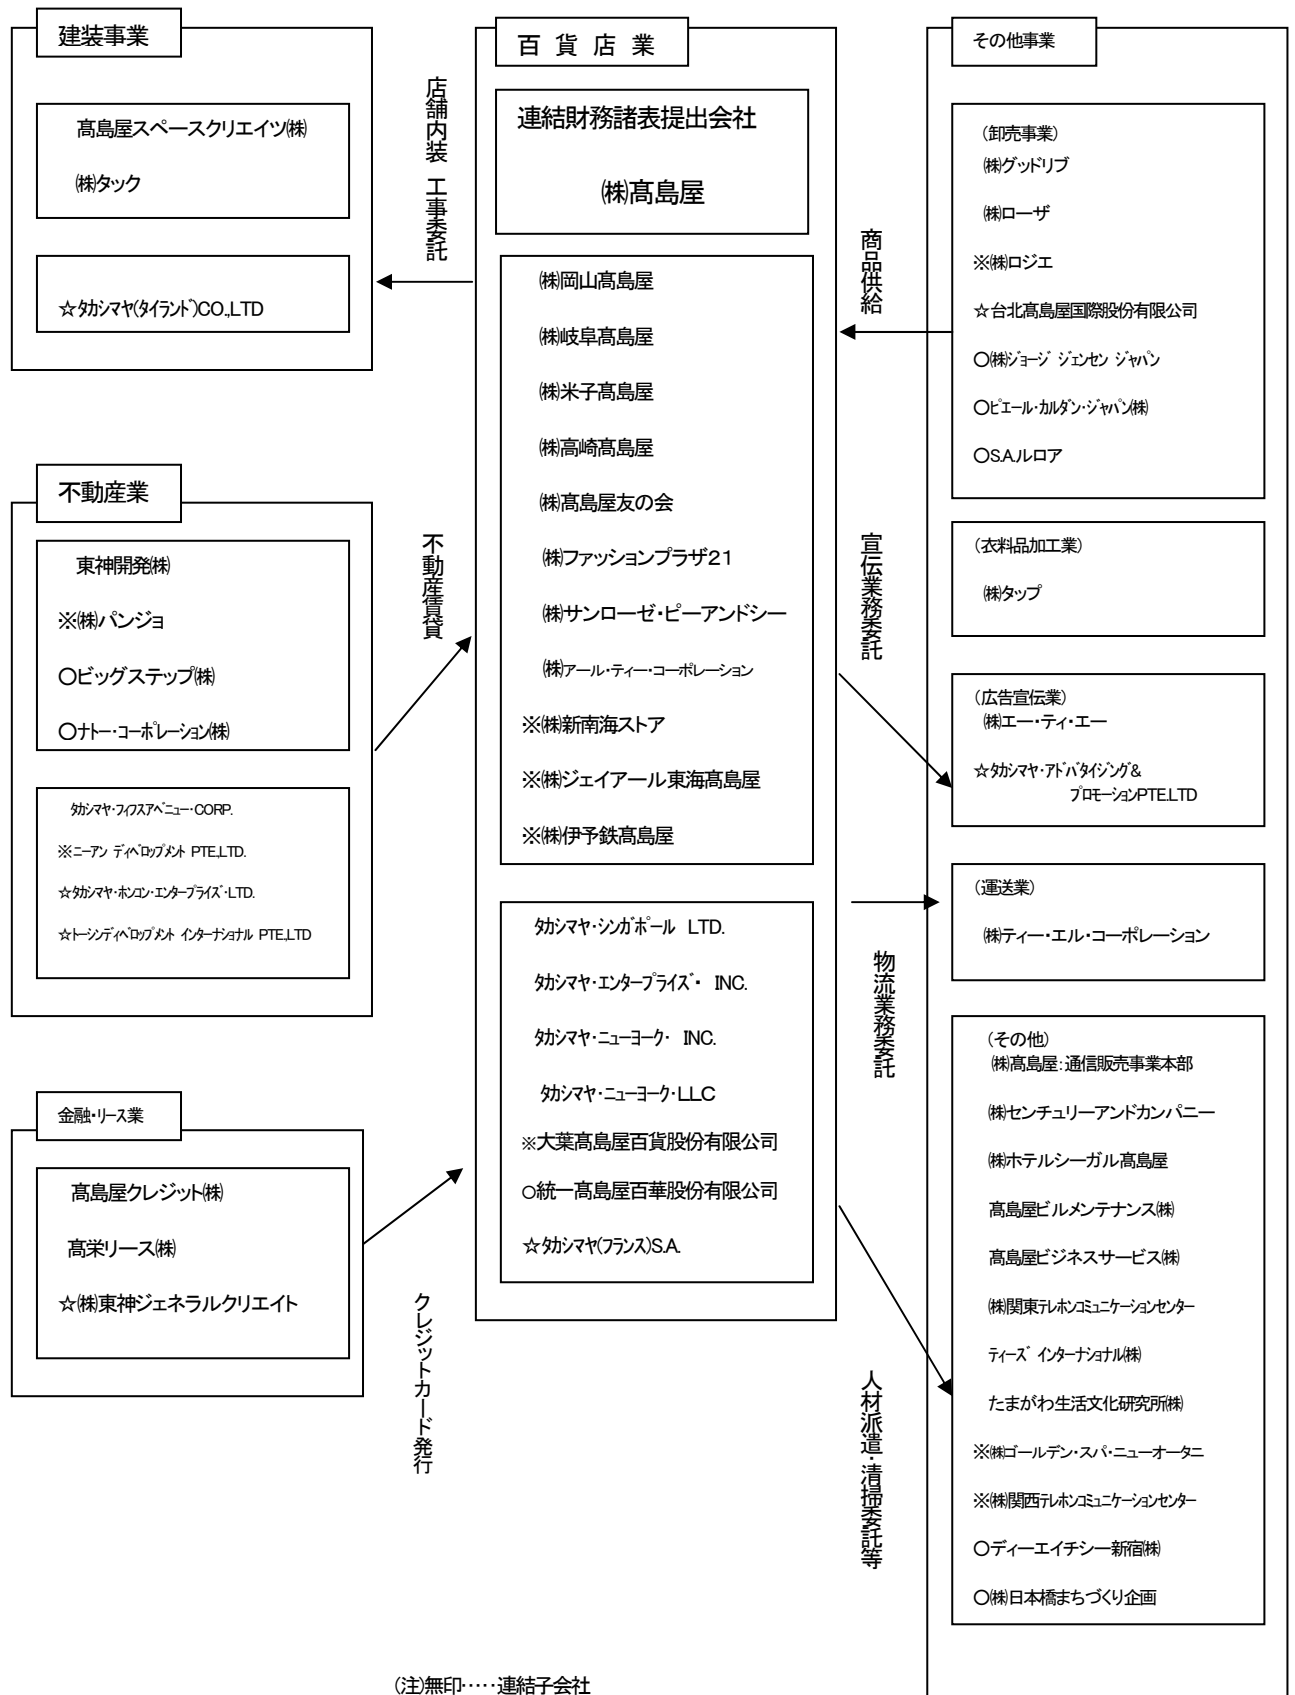 建装事業
髙島屋スペースクリエイツ㈱
㈱タック
☆ﾀｶｼﾏﾔ(ﾀｲﾗﾝﾄﾞ)CO.,LTD
店舗内装 工事委託
不動産業
東神開発㈱
※㈱パンジョ
○ビッグステップ㈱
○ﾅﾄｰ・ｺｰﾎﾟﾚｰｼｮﾝ㈱
ﾀｶｼﾏﾔ・ﾌｨﾌｽｱﾍﾞﾆｭｰ・CORP.
※ﾆｰｱﾝ ﾃﾞｨﾍﾞﾛｯﾌﾟﾒﾝﾄ PTE,LTD.
☆ﾀｶｼﾏﾔ・ﾎﾝｺﾝ・ｴﾝﾀｰﾌﾟﾗｲｽﾞ・LTD.
☆ﾄｰｼﾝﾃﾞｨﾍﾞﾛｯﾌﾟﾒﾝﾄ ｲﾝﾀｰﾅｼｮﾅﾙ PTE,LTD
不動産賃貸
金融・ﾘｰｽ業
髙島屋クレジット㈱
髙栄リース㈱
☆㈱東神ジェネラルクリエイト
クレジットカード発行
百 貨 店 業
連結財務諸表提出会社
㈱髙島屋
㈱岡山髙島屋
㈱岐阜髙島屋
㈱米子髙島屋
㈱高崎髙島屋
㈱髙島屋友の会
㈱ファッションプラザ21
㈱サンローゼ・ピーアンドシー
㈱アール・ティー・コーポレーション
※㈱新南海ストア
※㈱ジェイアール東海髙島屋
※㈱伊予鉄髙島屋
ﾀｶｼﾏﾔ・ｼﾝｶﾞﾎﾟｰﾙ LTD.
ﾀｶｼﾏﾔ・ｴﾝﾀｰﾌﾟﾗｲｽﾞ・ INC.
ﾀｶｼﾏﾔ・ﾆｭｰﾖｰｸ・ INC.
ﾀｶｼﾏﾔ・ﾆｭｰﾖｰｸ・LLC
※大葉髙島屋百貨股份有限公司
○統一髙島屋百華股份有限公司
☆ﾀｶｼﾏﾔ(ﾌﾗﾝｽ)S.A.
商品供給
宣伝業務委託
物流業務委託
人材派遣・清掃委託等
その他事業
(卸売事業)
㈱グッドリブ
㈱ローザ
※㈱ロジエ
☆台北髙島屋国際股份有限公司
○㈱ｼﾞｮｰｼﾞ ｼﾞｪﾝｾﾝ ｼﾞｬﾊﾟﾝ
○ﾋﾟｴｰﾙ・ｶﾙﾀﾞﾝ・ｼﾞｬﾊﾟﾝ㈱
○S.A.ルロア
(衣料品加工業)
㈱タップ
(広告宣伝業)
㈱エー・ティ・エー
☆ﾀｶｼﾏﾔ・ｱﾄﾞﾊﾞﾀｲｼﾞﾝｸﾞ&
ﾌﾟﾛﾓｰｼｮﾝPTE.LTD
(運送業)
㈱ティー・エル・コーポレーション
(その他)
㈱髙島屋：通信販売事業本部
㈱センチュリーアンドカンパニー
㈱ホテルシーガル髙島屋
髙島屋ビルメンテナンス㈱
髙島屋ビジネスサービス㈱
㈱関東ﾃﾚﾎﾝｺﾐｭﾆｹｰｼｮﾝｾﾝﾀｰ
ﾃｨｰｽﾞ ｲﾝﾀｰﾅｼｮﾅﾙ㈱
たまがわ生活文化研究所㈱
※㈱ゴールデン・スパ・ニューオータニ
※㈱関西ﾃﾚﾎﾝｺﾐｭﾆｹｰｼｮﾝｾﾝﾀｰ
○ディーエイチシー新宿㈱
○㈱日本橋まちづくり企画
(注)無印‥‥‥連結子会社